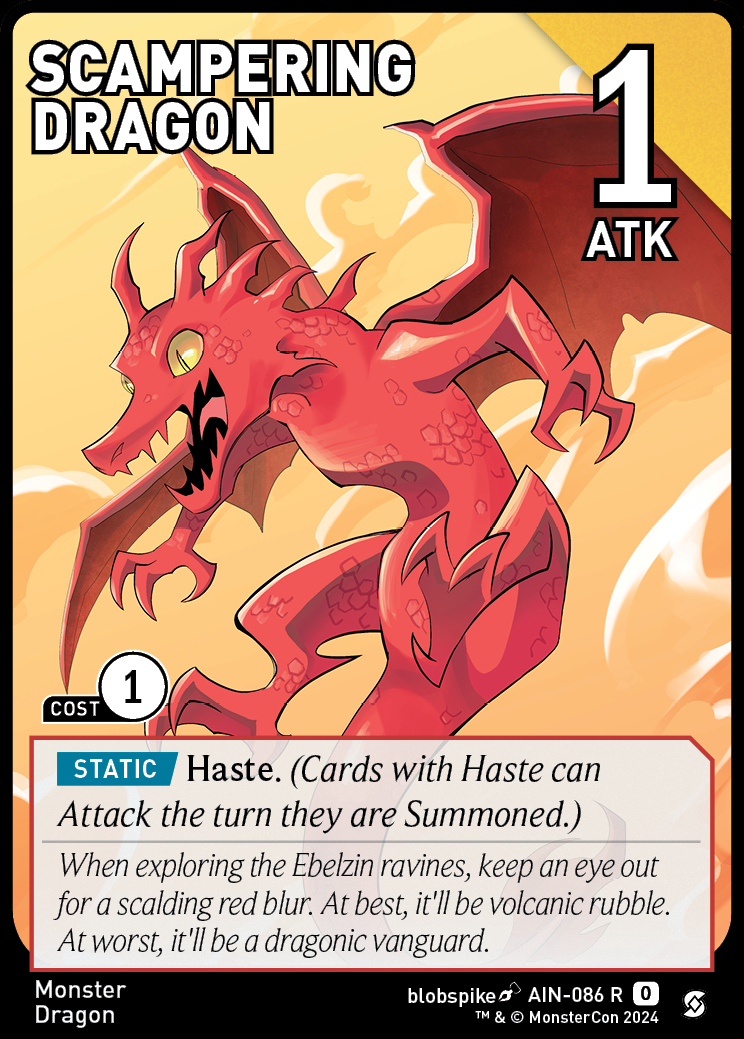 SCAMPERING
DRAGON
1
ATK
COST 1
STATIC Haste. (Cards with Haste can
Attack the turn they are Summoned.)
When exploring the Ebelzin ravines, keep an eye out
for a scalding red blur. At best, it'll be volcanic rubble.
At worst, it'll be a dragonic vanguard.
Monster
Dragon
blobspike AIN-086 R 0
™ & © MonsterCon 2024